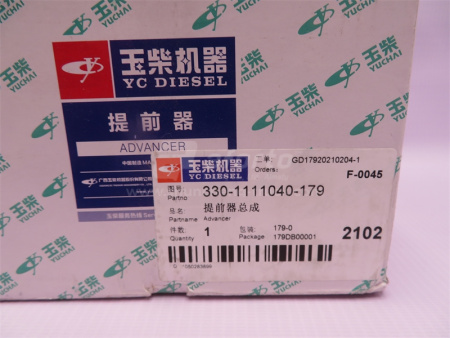 玉柴机器
YC DIESEL
提前器
ADVANCER
玉柴
YUCHAI
玉柴机器
YC DIESEL
工单: GD17920210204-1
Orders:
F-0045
图号: 330-1111040-179
Partno
品名: 提前器总成
Partname Advancer
件数: 1 包装: 179-0
Quantity Package 179DB00001
2102